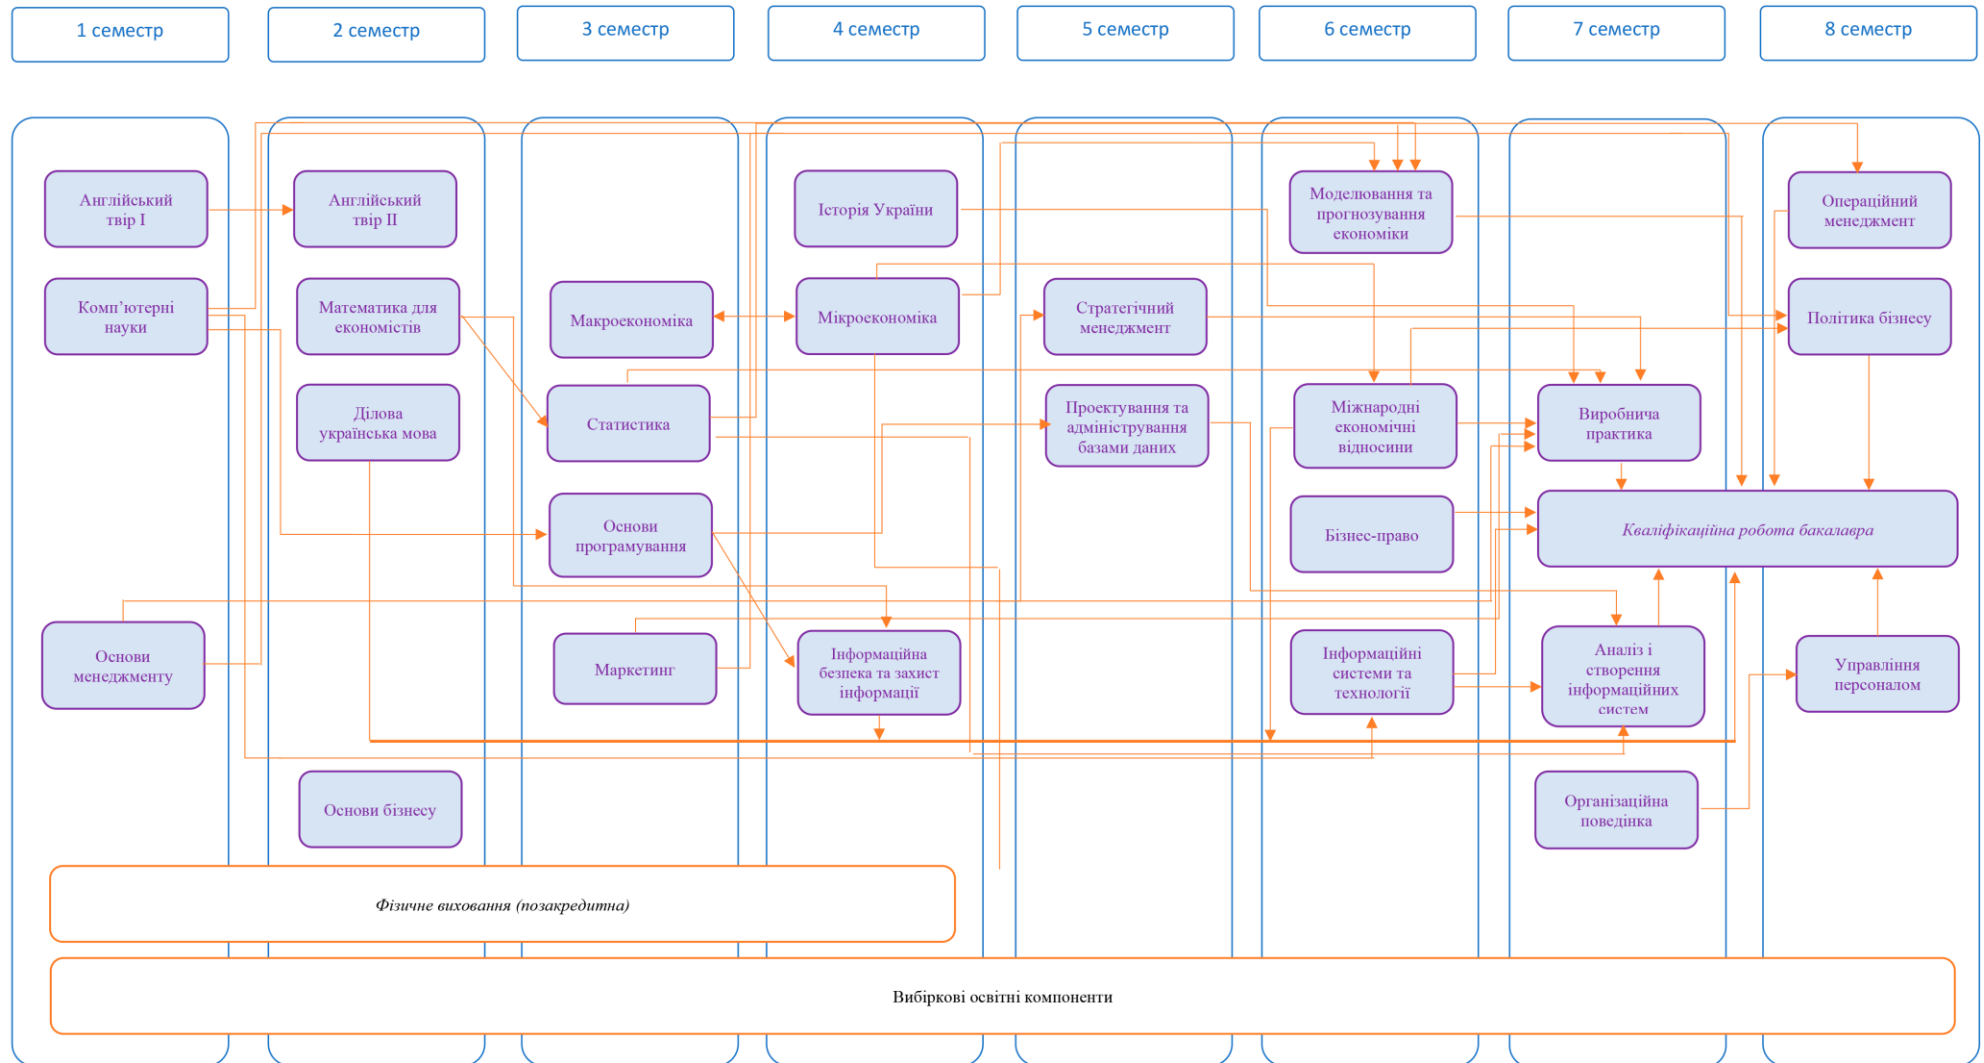 1 семестр
2 семестр
3 семестр
4 семестр
5 семестр
6 семестр
7 семестр
8 семестр
Англійський
твір І
Комп’ютерні
науки
Основи
менеджменту
Англійський
твір ІІ
Математика для
економістів
Ділова
українська мова
Основи бізнесу
Макроекономіка
Статистика
Основи
програмування
Маркетинг
Історія України
Мікроекономіка
Інформаційна
безпека та захист
інформації
Стратегічний
менеджмент
Проектування та
адміністрування
базами даних
Моделювання та
прогнозування
економіки
Міжнародні
економічні
відносини
Бізнес-право
Інформаційні
системи та
технології
Виробнича
практика
Кваліфікаційна робота бакалавра
Аналіз і
створення
інформаційних
систем
Організаційна
поведінка
Операційний
менеджмент
Політика бізнесу
Управління
персоналом
Фізичне виховання (позакредитна)
Вибіркові освітні компоненти